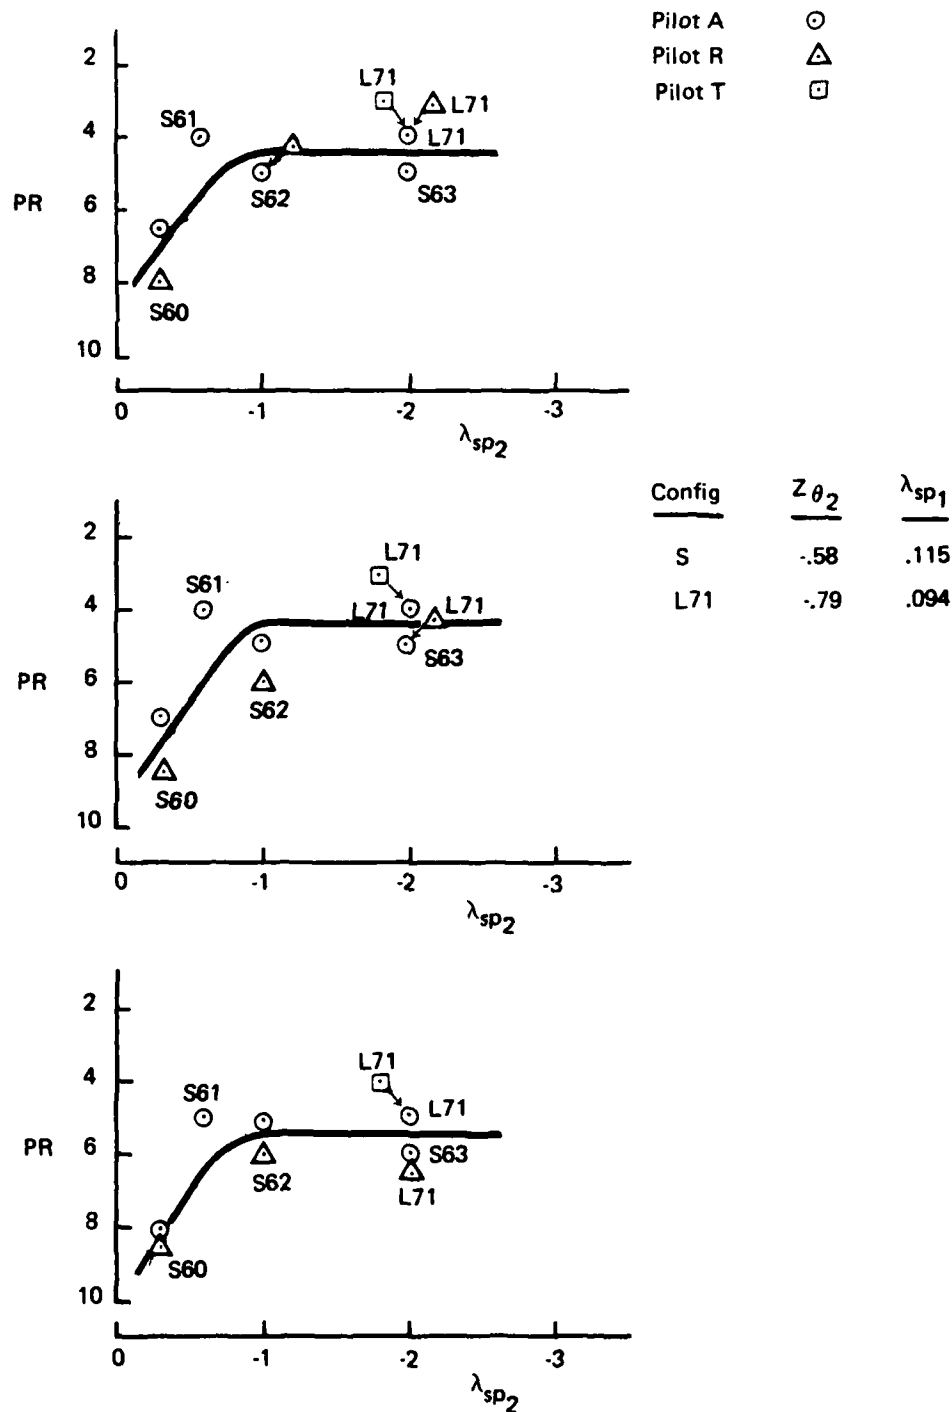 Pilot A
Pilot R
Pilot T
2
4
6
8
10
PR
L71
L71
L71
S61
S62
S63
S60
0 -1 -2 -3
λsp2
Config Zθ2 λsp1
S -.58 .115
L71 -.79 .094
2
4
6
8
10
PR
L71
S61
L71
L71
S63
S62
S60
0 -1 -2 -3
λsp2
2
4
6
8
10
PR
L71
S61
L71
S63
S62
L71
S60
0 -1 -2 -3
λsp2